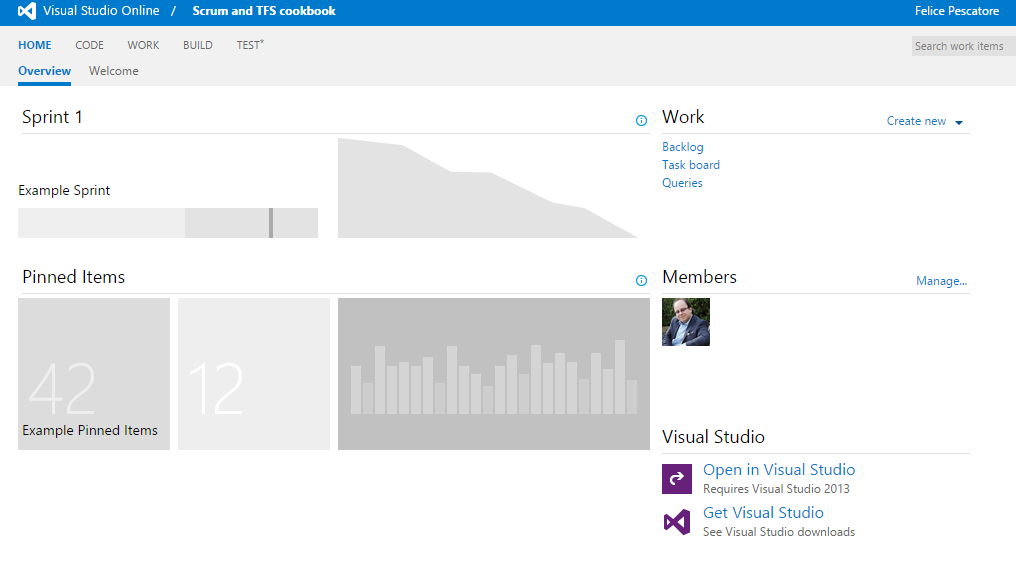 Visual Studio Online / Scrum and TFS cookbook Felice Pescatore
HOME CODE WORK BUILD TEST*
Search work items
Overview Welcome
Sprint 1
Example Sprint
Work Create new
Backlog
Task board
Queries
Pinned Items
42
Example Pinned Items
12
Members Manage...
Visual Studio
Open in Visual Studio
Requires Visual Studio 2013
Get Visual Studio
See Visual Studio downloads